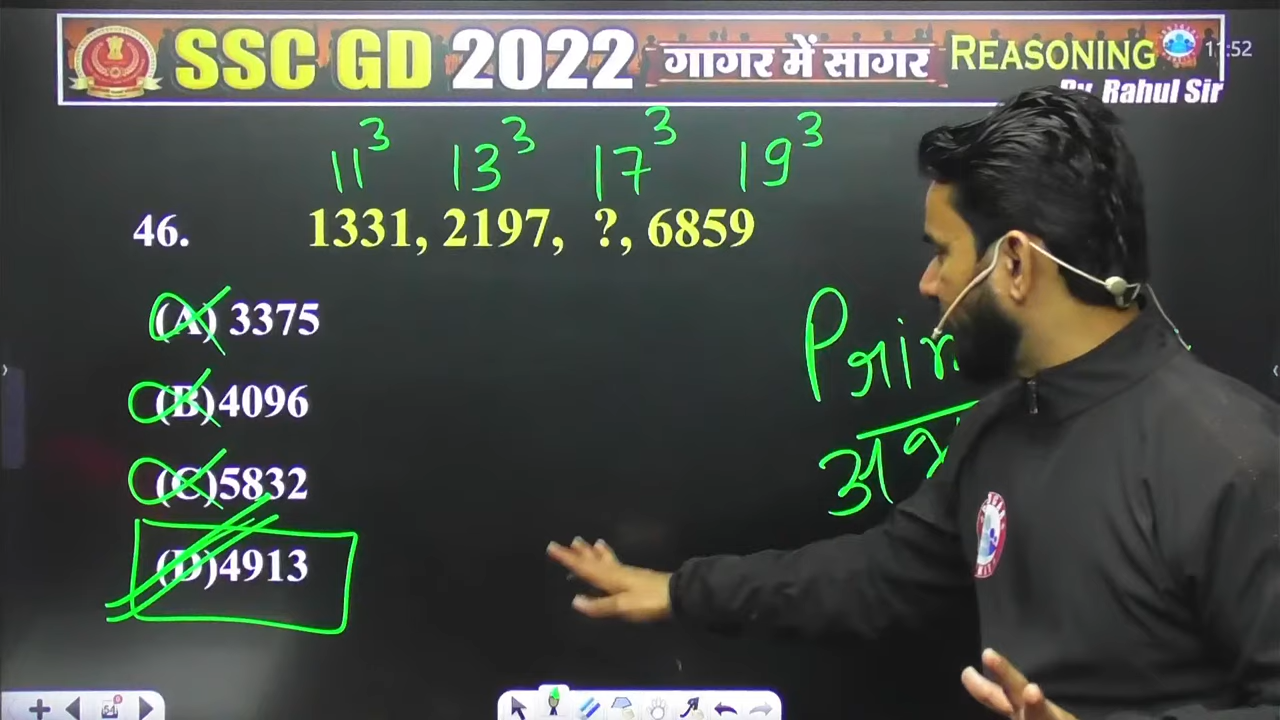 SSC GD 2022 गागर में सागर REASONING 11:52
By. Rahul Sir
11³ 13³ 17³ 19³
46. 1331, 2197, ?, 6859
(A) 3375
(B) 4096
(C) 5832
(D) 4913